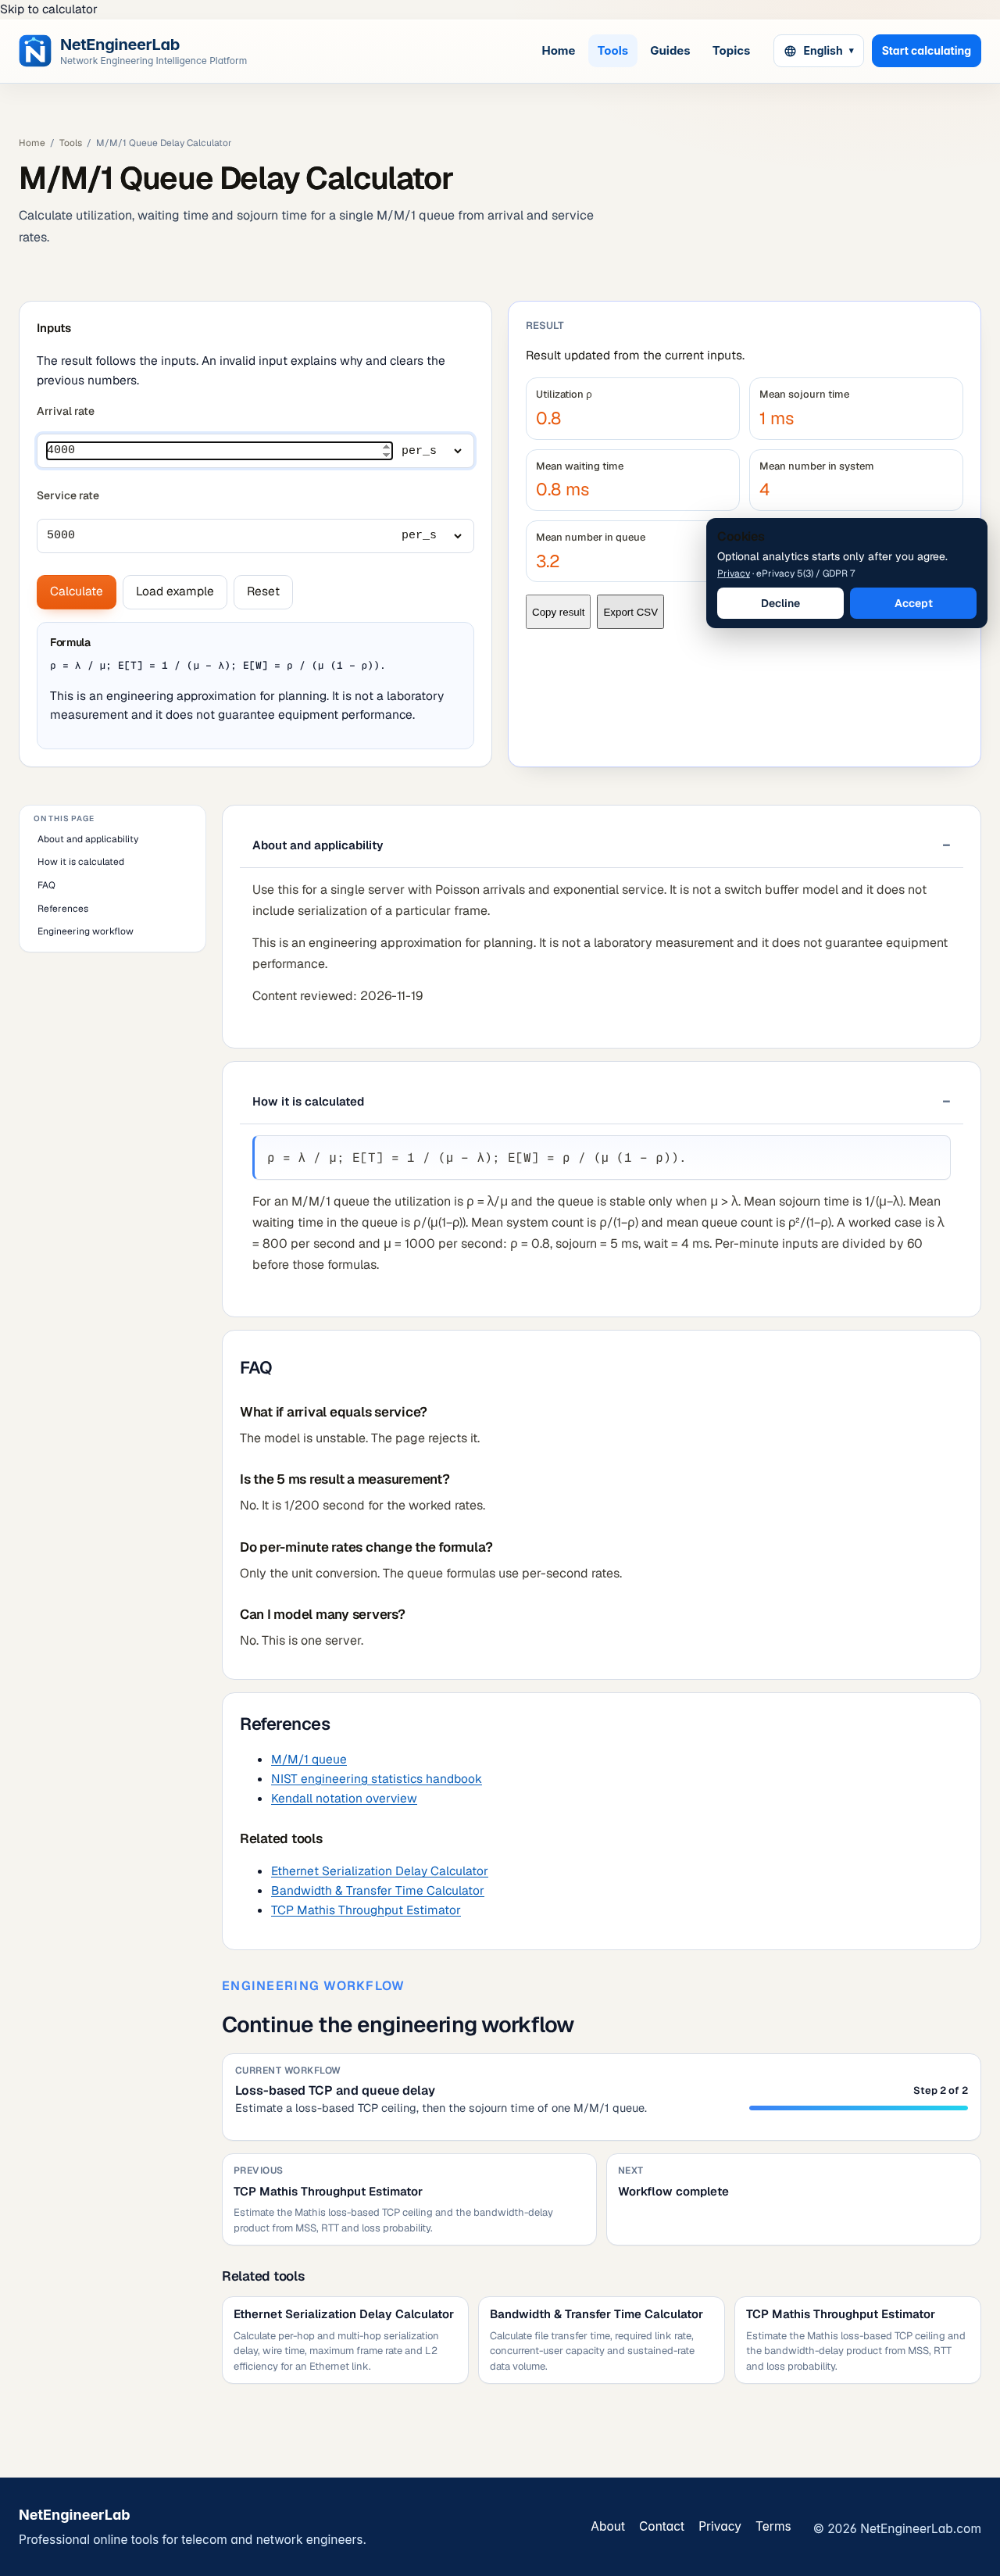 Skip to calculator
NetEngineerLab
Network Engineering Intelligence Platform
Home
Tools
Guides
Topics
English ▾
Start calculating
Home / Tools / M/M/1 Queue Delay Calculator
M/M/1 Queue Delay Calculator
Calculate utilization, waiting time and sojourn time for a single M/M/1 queue from arrival and service
rates.
Inputs
The result follows the inputs. An invalid input explains why and clears the
previous numbers.
Arrival rate
4000
per_s
Service rate
5000
per_s
Calculate
Load example
Reset
Formula
ρ = λ / μ; E[T] = 1 / (μ − λ); E[W] = ρ / (μ (1 − ρ)).
This is an engineering approximation for planning. It is not a laboratory
measurement and it does not guarantee equipment performance.
RESULT
Result updated from the current inputs.
Utilization ρ
0.8
Mean sojourn time
1 ms
Mean waiting time
0.8 ms
Mean number in system
4
Mean number in queue
3.2
Copy result
Export CSV
Cookies
Optional analytics starts only after you agree.
Privacy · ePrivacy 5(3) / GDPR 7
Decline
Accept
ON THIS PAGE
About and applicability
How it is calculated
FAQ
References
Engineering workflow
About and applicability −
Use this for a single server with Poisson arrivals and exponential service. It is not a switch buffer model and it does not
include serialization of a particular frame.
This is an engineering approximation for planning. It is not a laboratory measurement and it does not guarantee equipment
performance.
Content reviewed: 2026-11-19
How it is calculated −
ρ = λ / μ; E[T] = 1 / (μ − λ); E[W] = ρ / (μ (1 − ρ)).
For an M/M/1 queue the utilization is ρ = λ/μ and the queue is stable only when μ > λ. Mean sojourn time is 1/(μ−λ). Mean
waiting time in the queue is ρ/(μ(1−ρ)). Mean system count is ρ/(1−ρ) and mean queue count is ρ²/(1−ρ). A worked case is λ
= 800 per second and μ = 1000 per second: ρ = 0.8, sojourn = 5 ms, wait = 4 ms. Per-minute inputs are divided by 60
before those formulas.
FAQ
What if arrival equals service?
The model is unstable. The page rejects it.
Is the 5 ms result a measurement?
No. It is 1/200 second for the worked rates.
Do per-minute rates change the formula?
Only the unit conversion. The queue formulas use per-second rates.
Can I model many servers?
No. This is one server.
References
• M/M/1 queue
• NIST engineering statistics handbook
• Kendall notation overview
Related tools
• Ethernet Serialization Delay Calculator
• Bandwidth & Transfer Time Calculator
• TCP Mathis Throughput Estimator
ENGINEERING WORKFLOW
Continue the engineering workflow
CURRENT WORKFLOW
Loss-based TCP and queue delay
Estimate a loss-based TCP ceiling, then the sojourn time of one M/M/1 queue.
Step 2 of 2
PREVIOUS
TCP Mathis Throughput Estimator
Estimate the Mathis loss-based TCP ceiling and the bandwidth-delay
product from MSS, RTT and loss probability.
NEXT
Workflow complete
Related tools
Ethernet Serialization Delay Calculator
Calculate per-hop and multi-hop serialization
delay, wire time, maximum frame rate and L2
efficiency for an Ethernet link.
Bandwidth & Transfer Time Calculator
Calculate file transfer time, required link rate,
concurrent-user capacity and sustained-rate
data volume.
TCP Mathis Throughput Estimator
Estimate the Mathis loss-based TCP ceiling and
the bandwidth-delay product from MSS, RTT
and loss probability.
NetEngineerLab
Professional online tools for telecom and network engineers.
About
Contact
Privacy
Terms
© 2026 NetEngineerLab.com